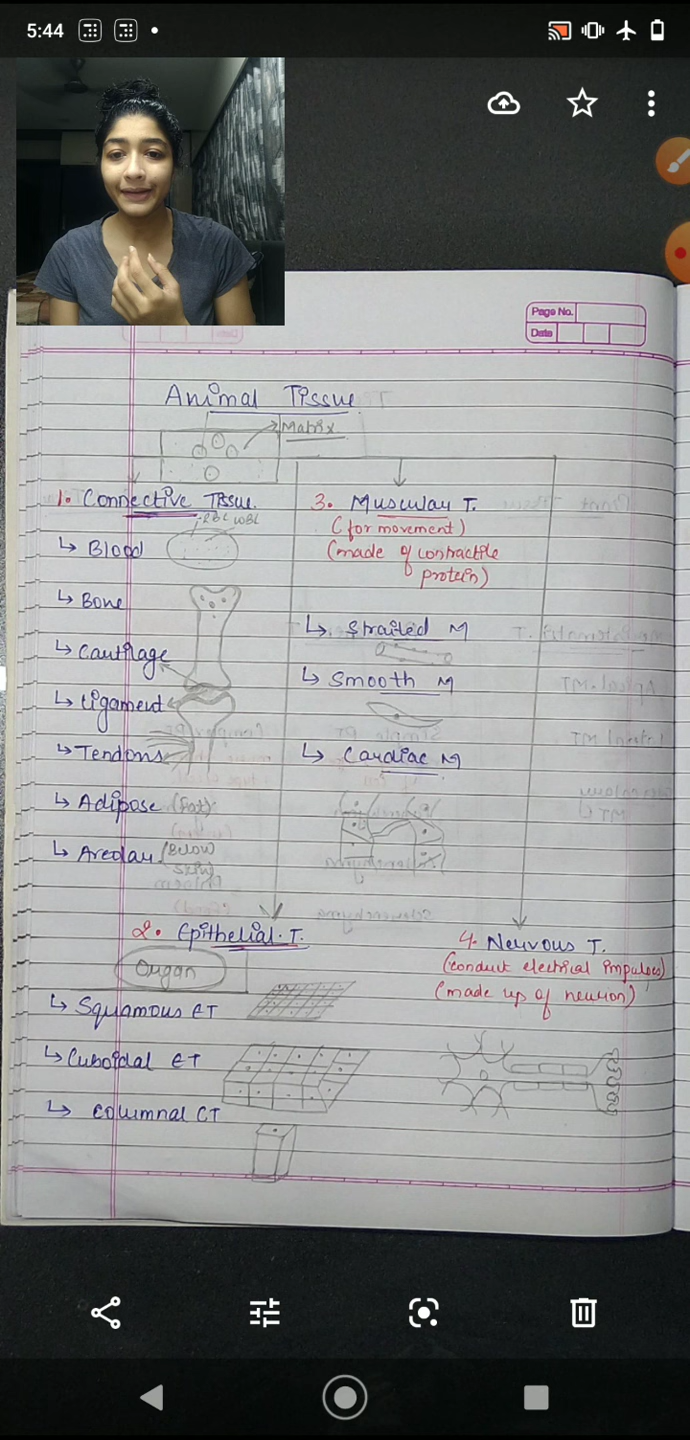 5:44
Page No.
Date
Animal Tissue
Matrix
1. Connective Tissue
RBC WBC
↳ Blood
↳ Bone
↳ Cartilage
↳ Ligament
↳ Tendons
↳ Adipose (fat)
↳ Areolar (Below
skin)
3. Muscular T.
(for movement)
(made of contractile
protein)
↳ Straited M
↳ Smooth M
↳ Cardiac M
2. Epithelial T.
Organ
↳ Squamous ET
↳ Cuboidal ET
↳ Columnal CT
4. Nervous T.
(conduct electrical impulses)
(made up of neuron)